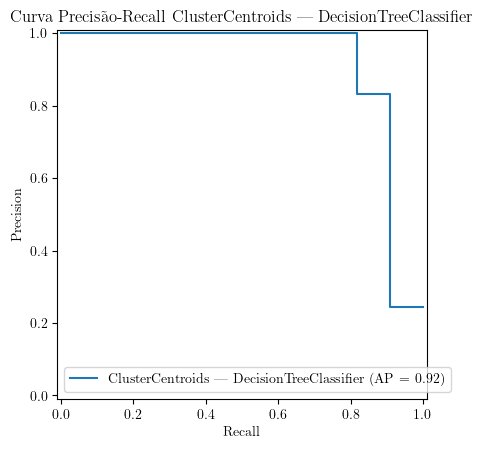 Curva Precisão-Recall ClusterCentroids — DecisionTreeClassifier
1.0
0.8
0.6
0.4
0.2
0.0
Precision
ClusterCentroids — DecisionTreeClassifier (AP = 0.92)
0.0 0.2 0.4 0.6 0.8 1.0
Recall